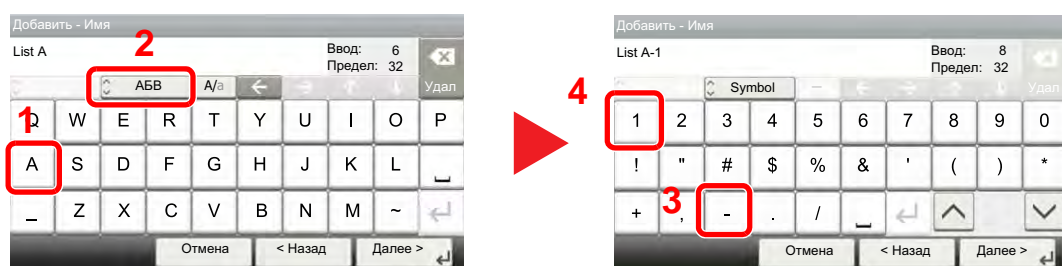 Добавить - Имя
List A
Ввод: 6
Предел: 32
2
АБВ
A/a
Удал
1
Q W E R T Y U I O P
A S D F G H J K L
_ Z X C V B N M ~
Отмена
< Назад
Далее >
Добавить - Имя
List A-1
Ввод: 8
Предел: 32
Symbol
Удал
4
1 2 3 4 5 6 7 8 9 0
! " # $ % & ' ( ) *
3
+ , - . /
Отмена
< Назад
Далее >